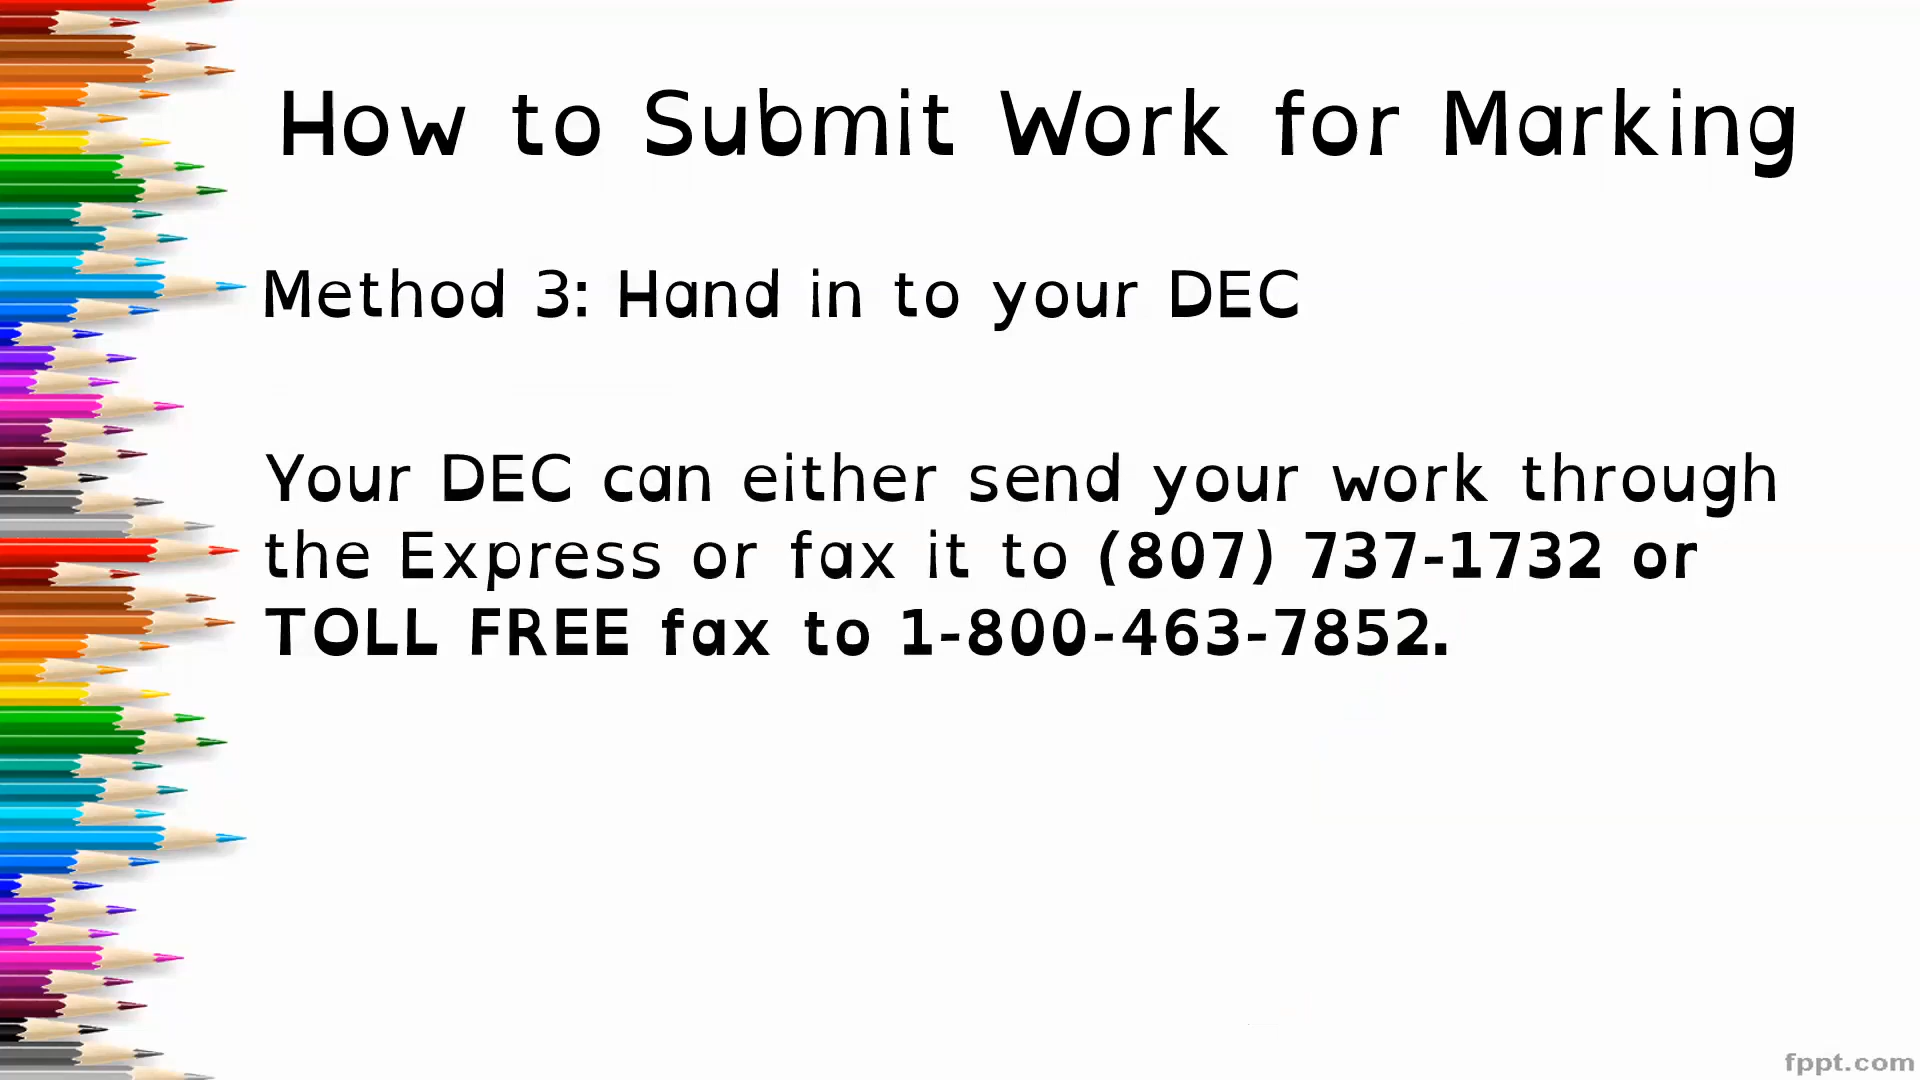 How to Submit Work for Marking
Method 3: Hand in to your DEC
Your DEC can either send your work through
the Express or fax it to (807) 737-1732 or
TOLL FREE fax to 1-800-463-7852.
fppt.com